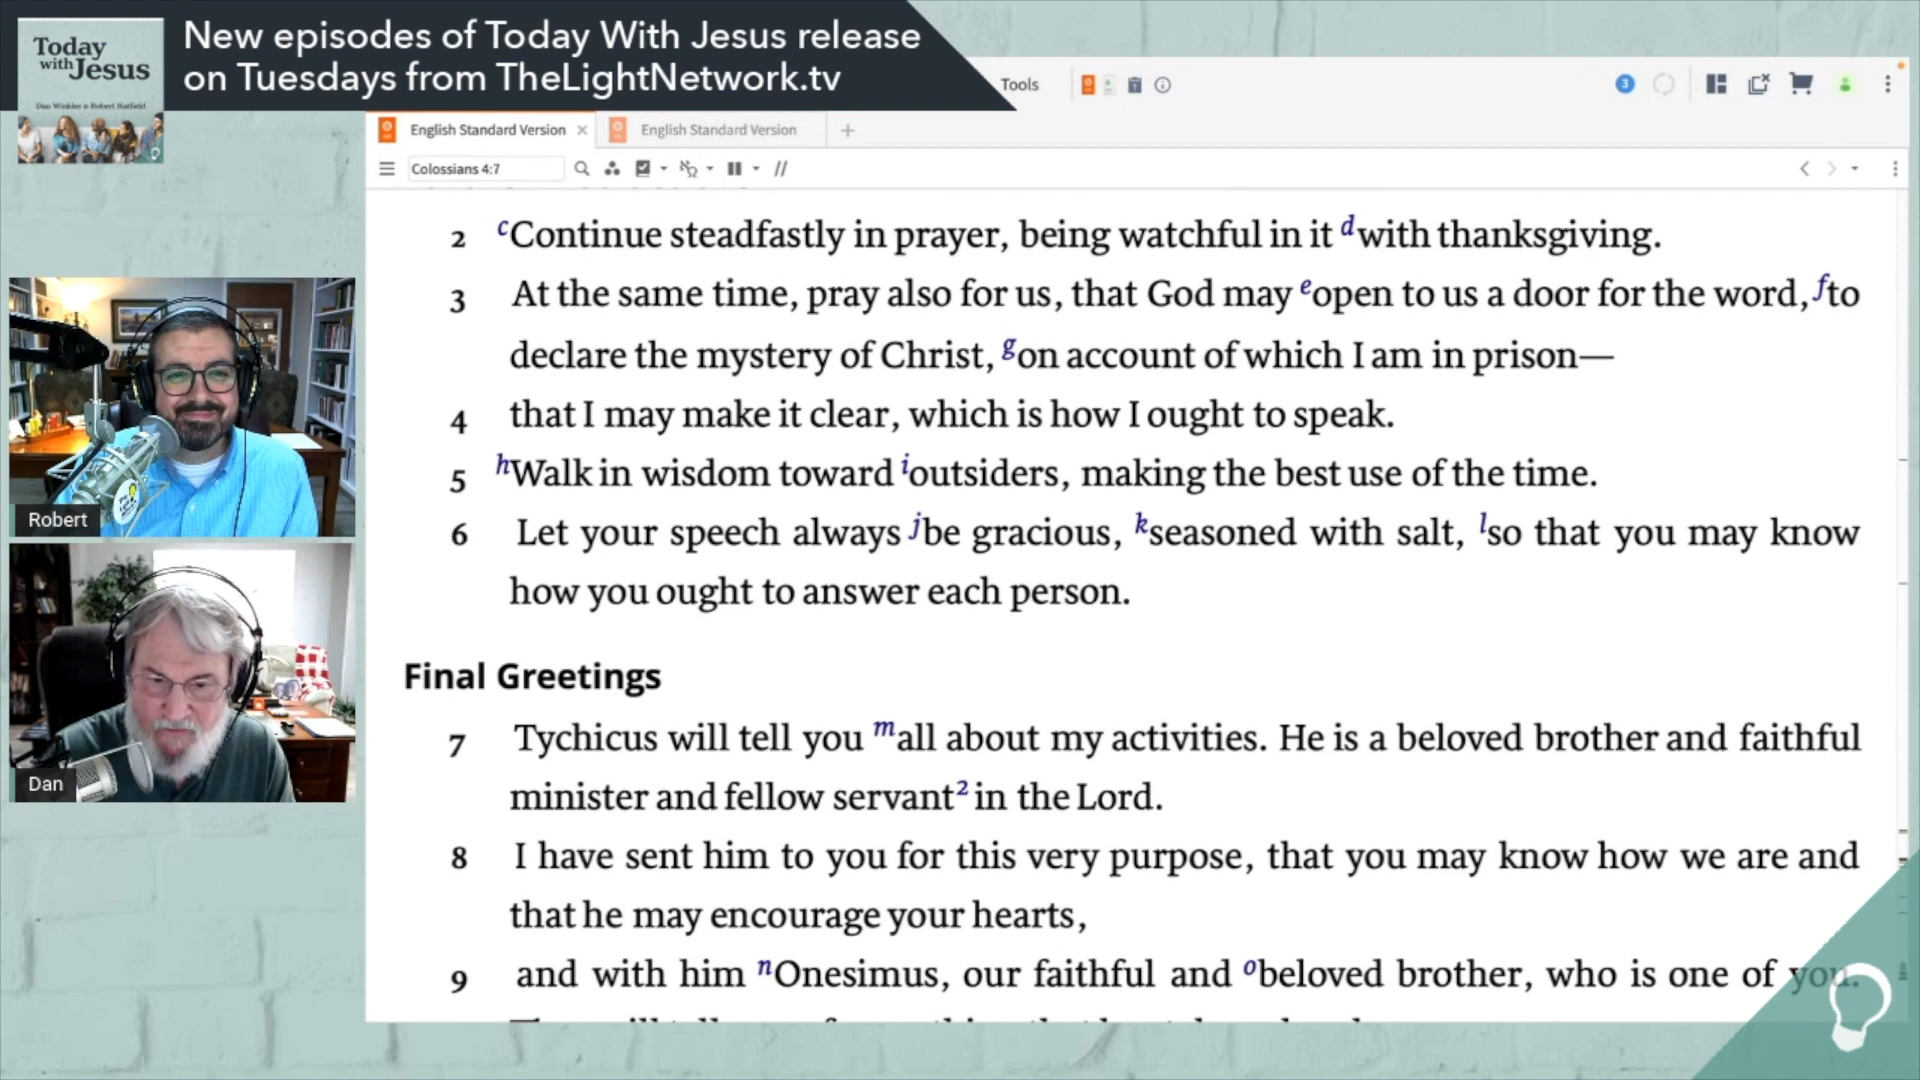 Today
with Jesus
Dan Winkler & Robert Hatfield
New episodes of Today With Jesus release
on Tuesdays from TheLightNetwork.tv
Tools
3
English Standard Version
English Standard Version
Colossians 4:7
2 cContinue steadfastly in prayer, being watchful in it dwith thanksgiving.
3 At the same time, pray also for us, that God may eopen to us a door for the word, fto
declare the mystery of Christ, gon account of which I am in prison—
4 that I may make it clear, which is how I ought to speak.
5 hWalk in wisdom toward ioutsiders, making the best use of the time.
6 Let your speech always jbe gracious, kseasoned with salt, lso that you may know
how you ought to answer each person.
Final Greetings
7 Tychicus will tell you mall about my activities. He is a beloved brother and faithful
minister and fellow servant2 in the Lord.
8 I have sent him to you for this very purpose, that you may know how we are and
that he may encourage your hearts,
9 and with him nOnesimus, our faithful and obeloved brother, who is one of you.
Robert
Dan